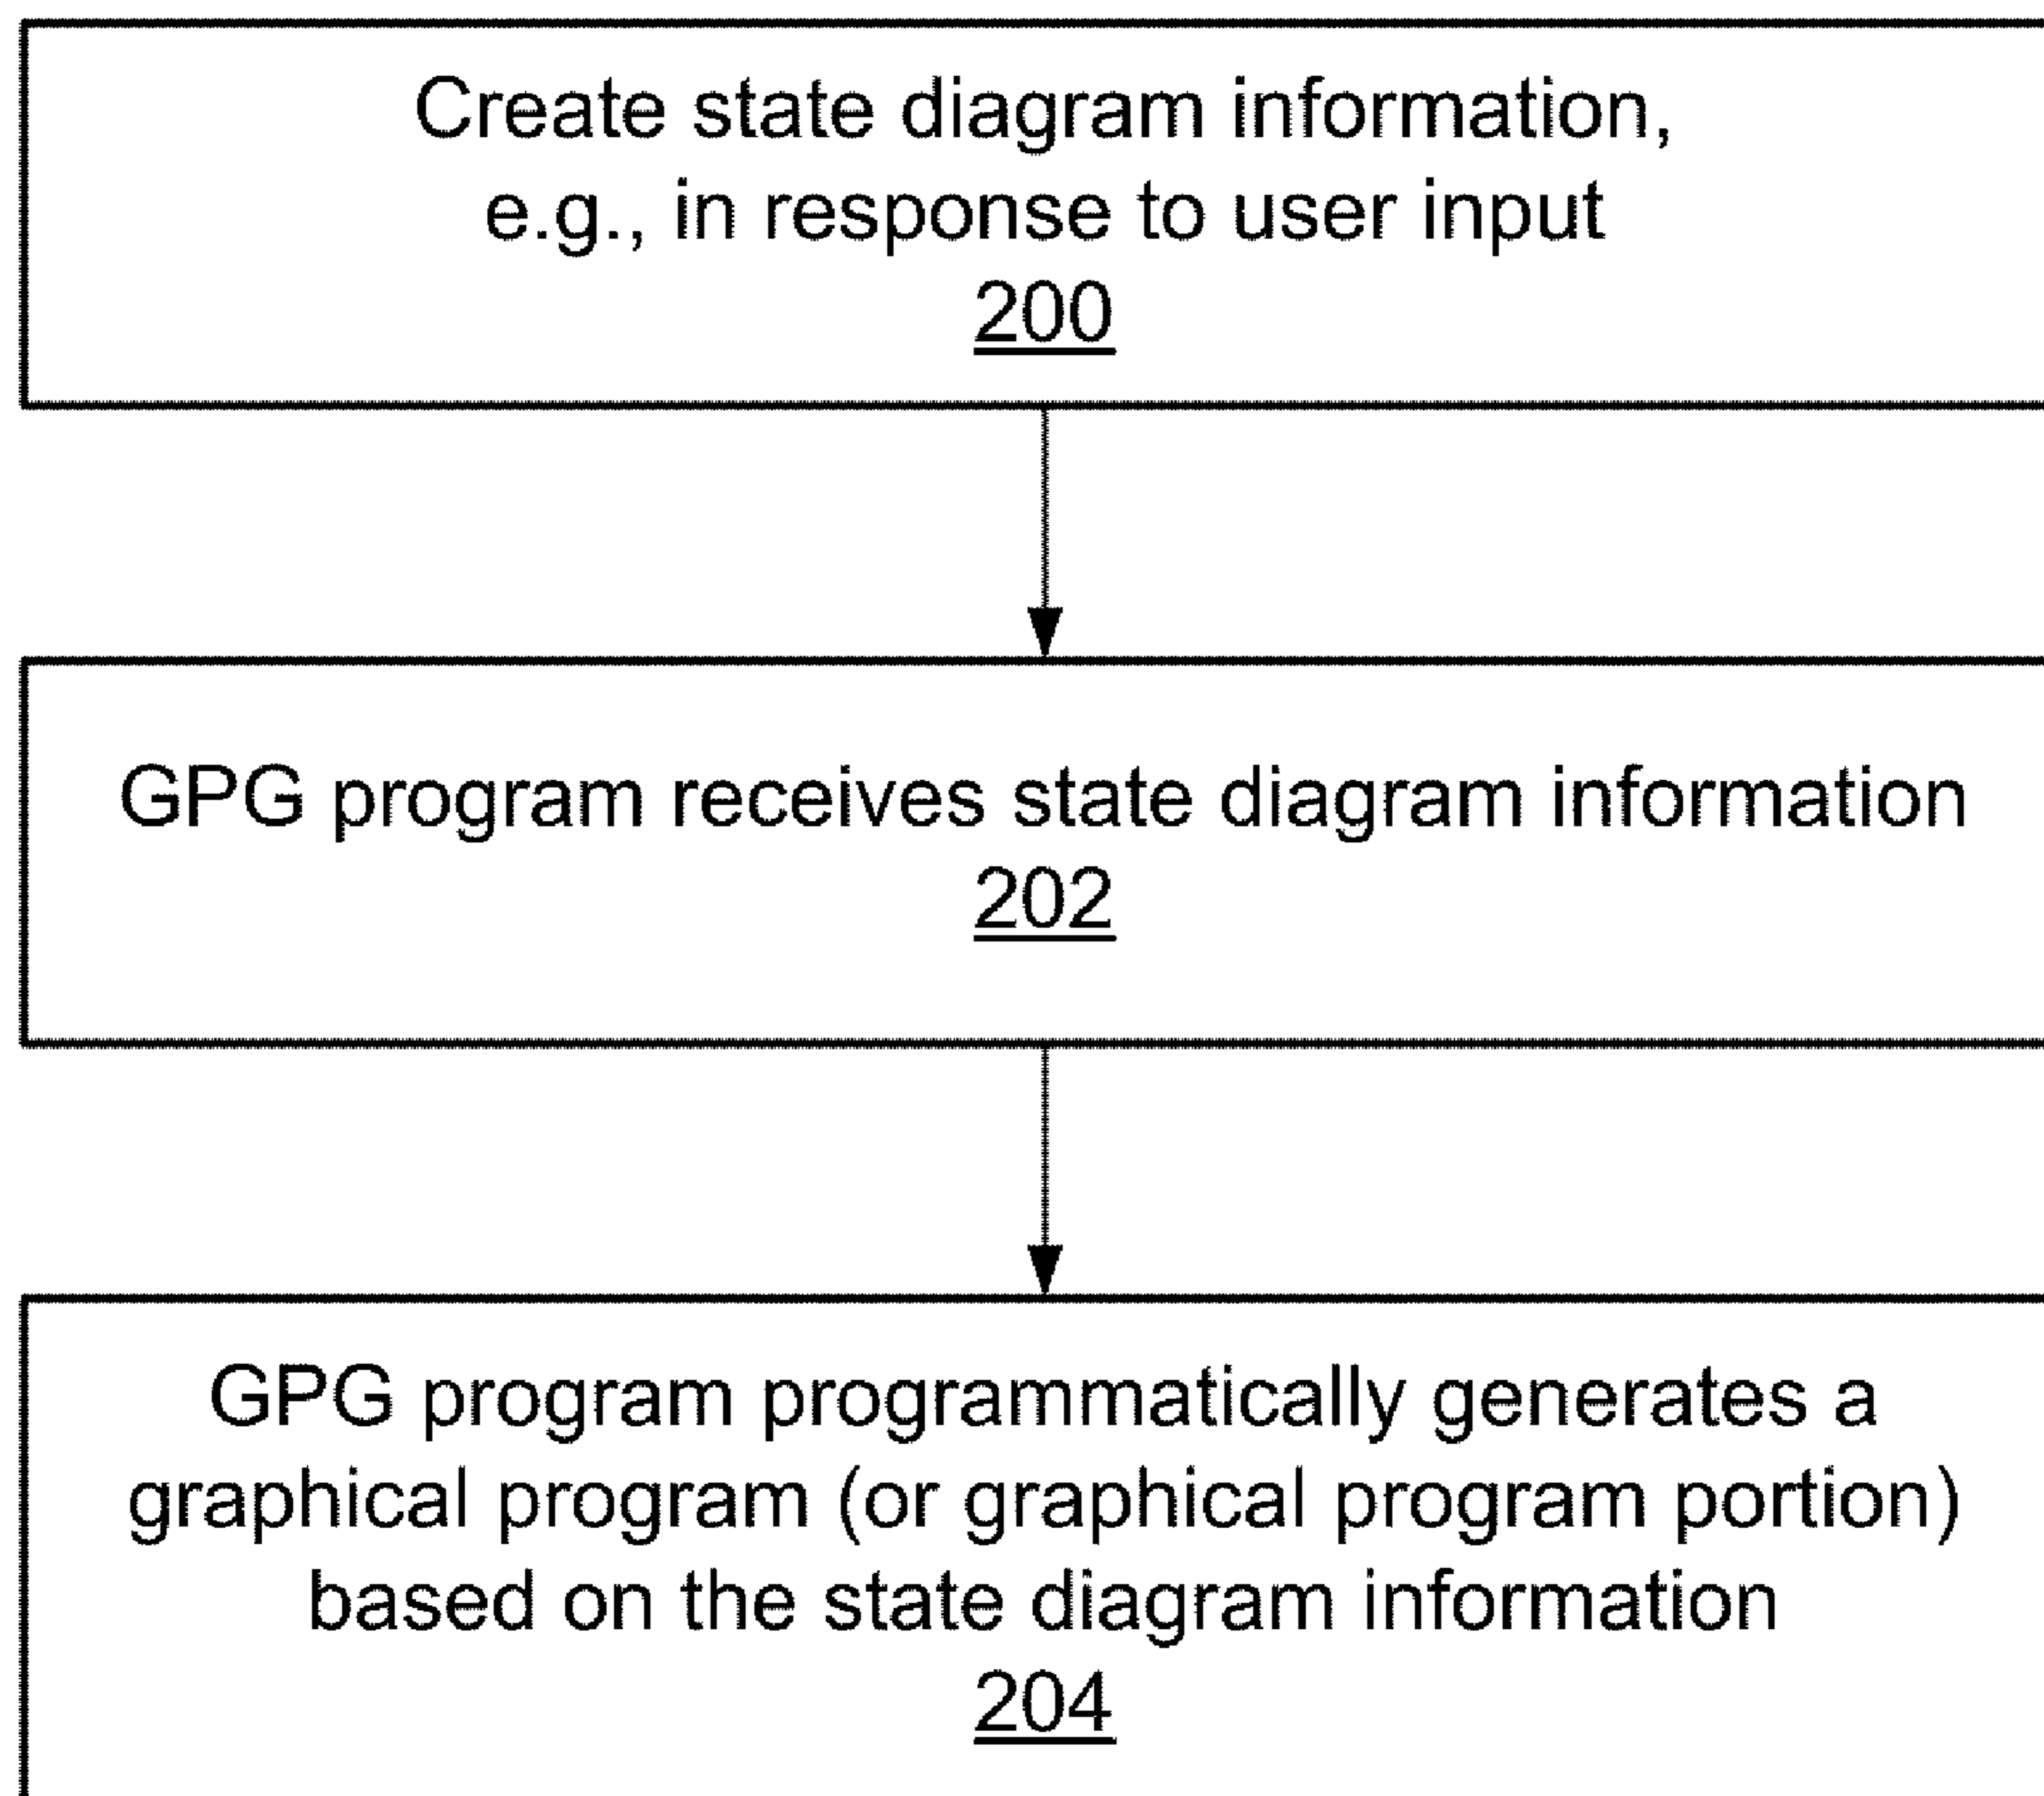 Create state diagram information,
e.g., in response to user input
200
GPG program receives state diagram information
202
GPG program programmatically generates a
graphical program (or graphical program portion)
based on the state diagram information
204